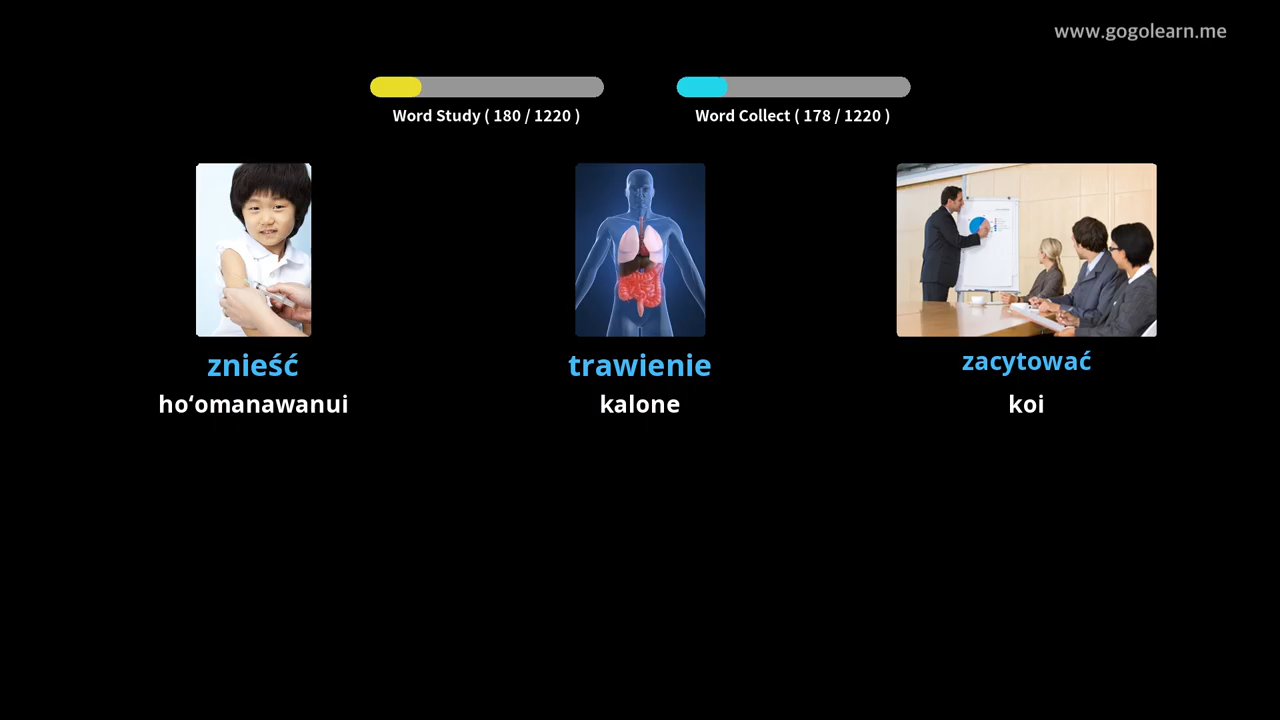 www.gogolearn.me
Word Study ( 180 / 1220 )
Word Collect ( 178 / 1220 )
znieść
hoʻomanawanui
trawienie
kalone
zacytować
koi